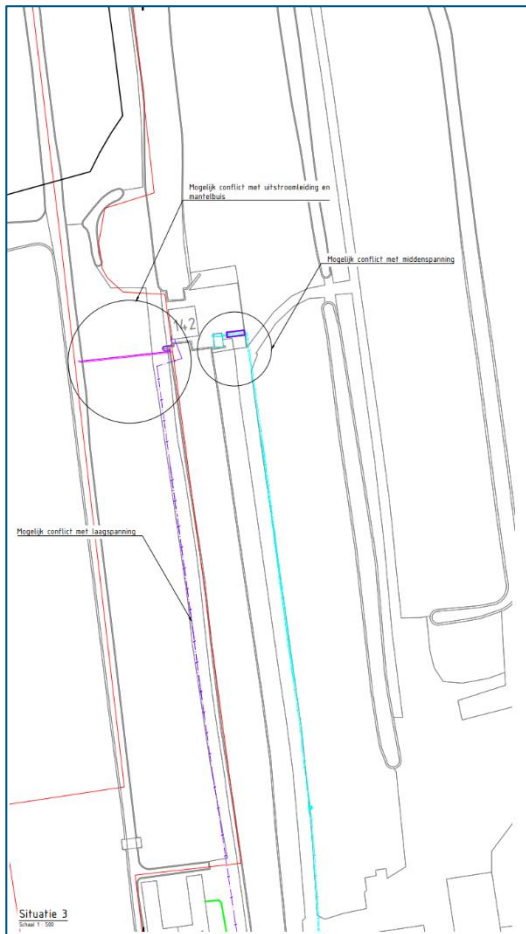 Mogelijk conflict met uitstroomleiding en
mantelbuis
Mogelijk conflict met middenspanning
142
Mogelijk conflict met laagspanning
Situatie 3
Schaal 1 : 500